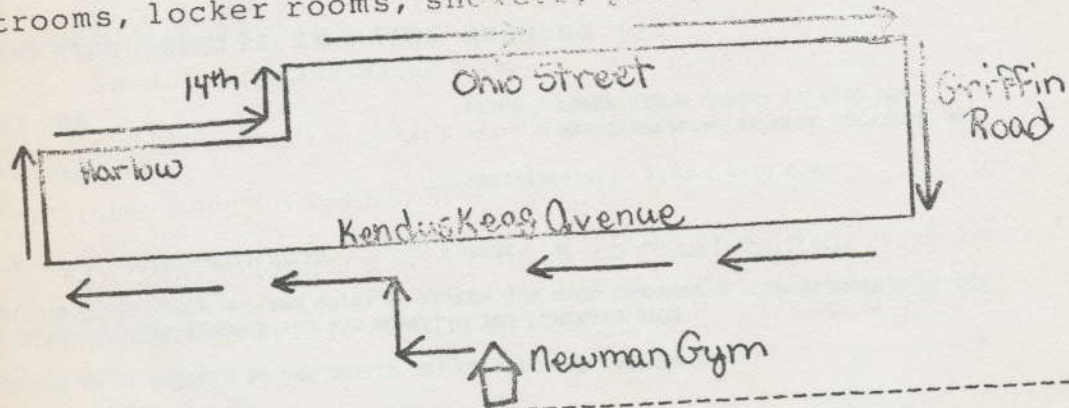 trooms, locker rooms,
14th
Ohio Street
Griffin
Road
Harlow
Kenduskeag Avenue
Newman Gym